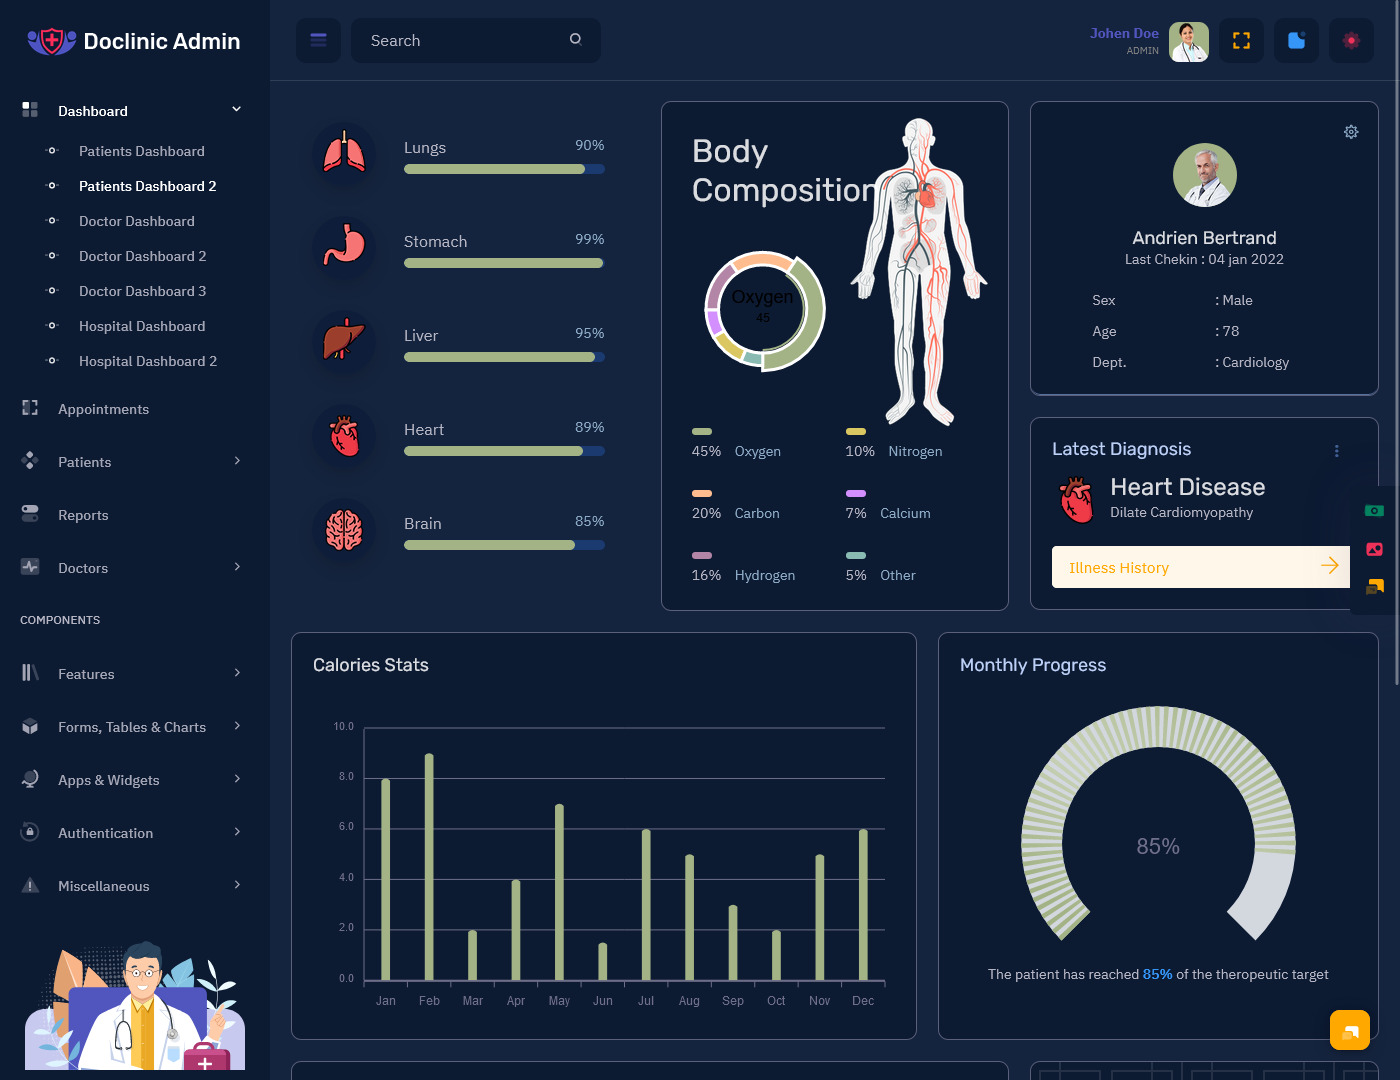 Doclinic Admin
Search
Johen Doe
ADMIN
Dashboard
Patients Dashboard
Patients Dashboard 2
Doctor Dashboard
Doctor Dashboard 2
Doctor Dashboard 3
Hospital Dashboard
Hospital Dashboard 2
Appointments
Patients
Reports
Doctors
COMPONENTS
Features
Forms, Tables & Charts
Apps & Widgets
Authentication
Miscellaneous
Lungs 90%
Stomach 99%
Liver 95%
Heart 89%
Brain 85%
Body
Composition
Oxygen
45
45% Oxygen
10% Nitrogen
20% Carbon
7% Calcium
16% Hydrogen
5% Other
Andrien Bertrand
Last Chekin : 04 jan 2022
Sex : Male
Age : 78
Dept. : Cardiology
Latest Diagnosis
Heart Disease
Dilate Cardiomyopathy
Illness History
Calories Stats
10.0
8.0
6.0
4.0
2.0
0.0
Jan Feb Mar Apr May Jun Jul Aug Sep Oct Nov Dec
Monthly Progress
85%
The patient has reached 85% of the theropeutic target